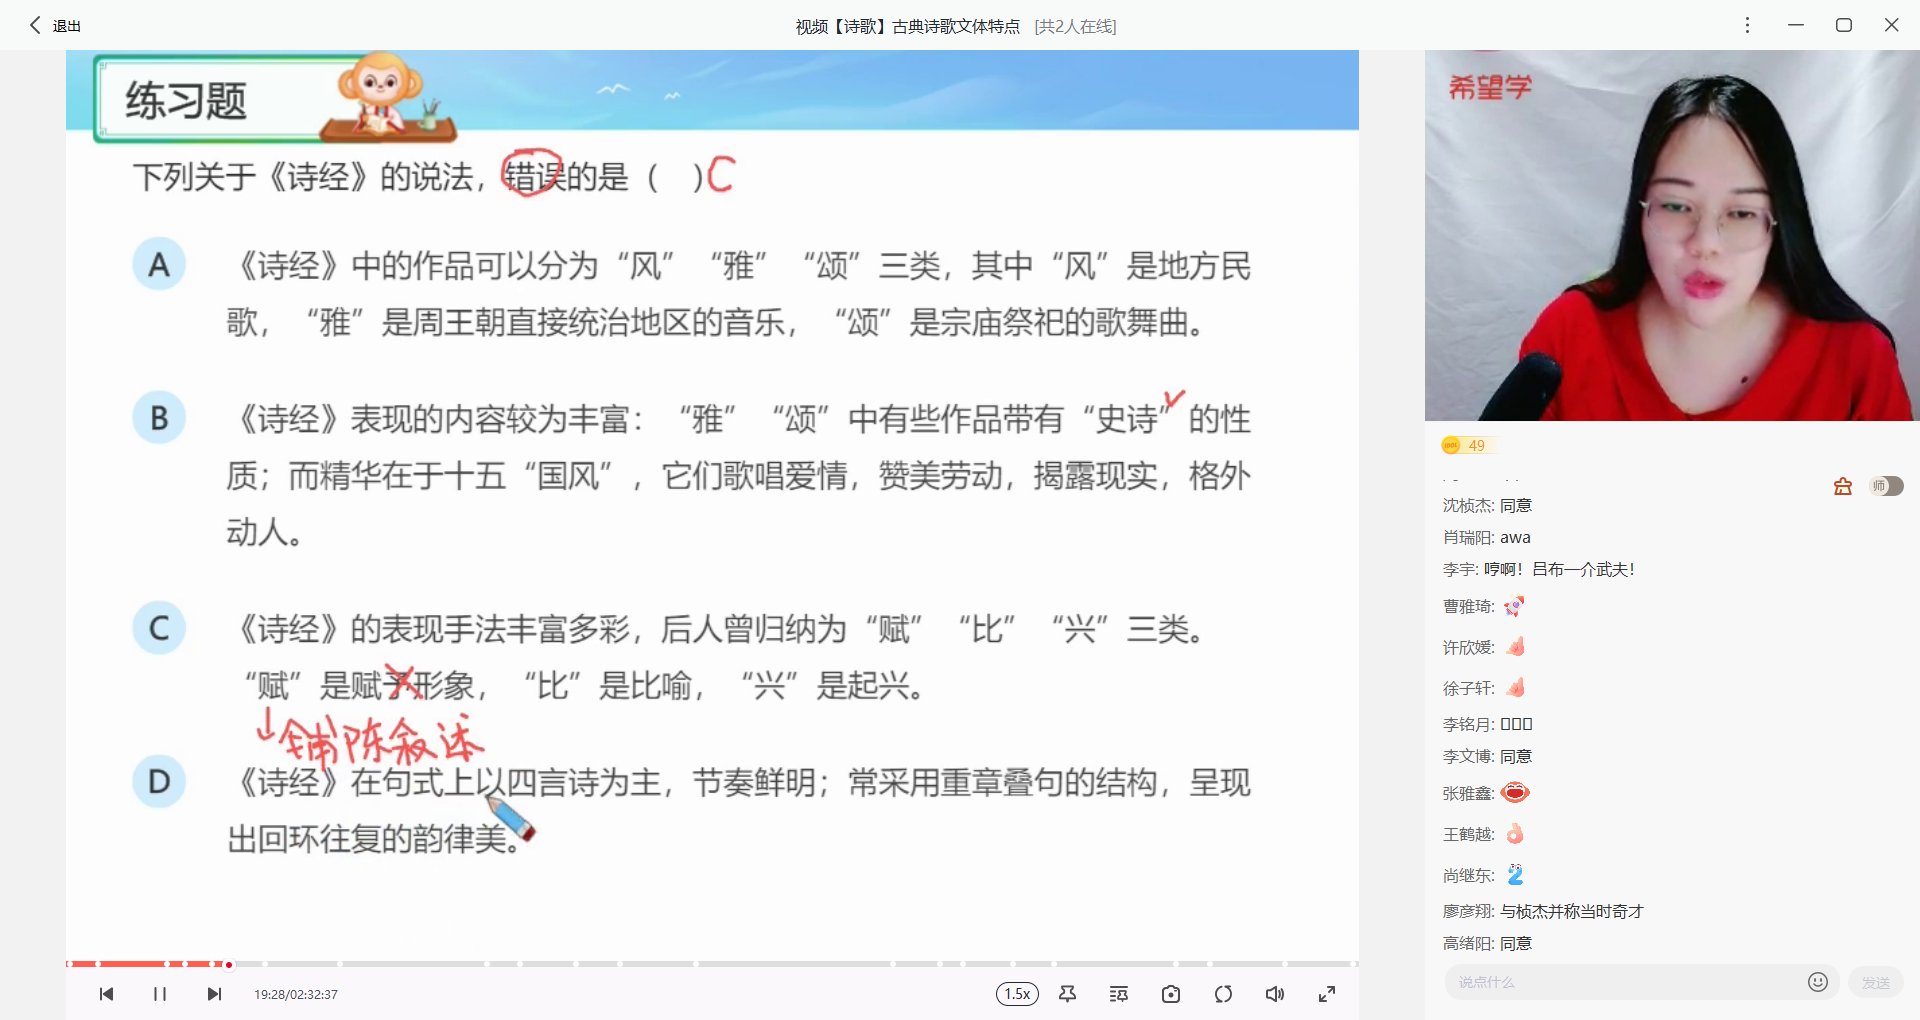 退出
视频【诗歌】古典诗歌文体特点 [共2人在线]
练习题
下列关于《诗经》的说法，错误的是（ ）C
A
《诗经》中的作品可以分为“风”“雅”“颂”三类，其中“风”是地方民
歌，“雅”是周王朝直接统治地区的音乐，“颂”是宗庙祭祀的歌舞曲。
B
《诗经》表现的内容较为丰富：“雅”“颂”中有些作品带有“史诗”的性
质；而精华在于十五“国风”，它们歌唱爱情，赞美劳动，揭露现实，格外
动人。
C
《诗经》的表现手法丰富多彩，后人曾归纳为“赋”“比”“兴”三类。
“赋”是赋予形象，“比”是比喻，“兴”是起兴。
铺陈叙述
D
《诗经》在句式上以四言诗为主，节奏鲜明；常采用重章叠句的结构，呈现
出回环往复的韵律美。
19:28/02:32:37
1.5x
希望学
49
师
沈桢杰: 同意
肖瑞阳: awa
李宇: 哼啊！吕布一介武夫！
曹雅琦:
许欣媛:
徐子轩:
李铭月:
李文博: 同意
张雅鑫:
王鹤越:
尚继东:
廖彦翔: 与桢杰并称当时奇才
高绪阳: 同意
说点什么
发送